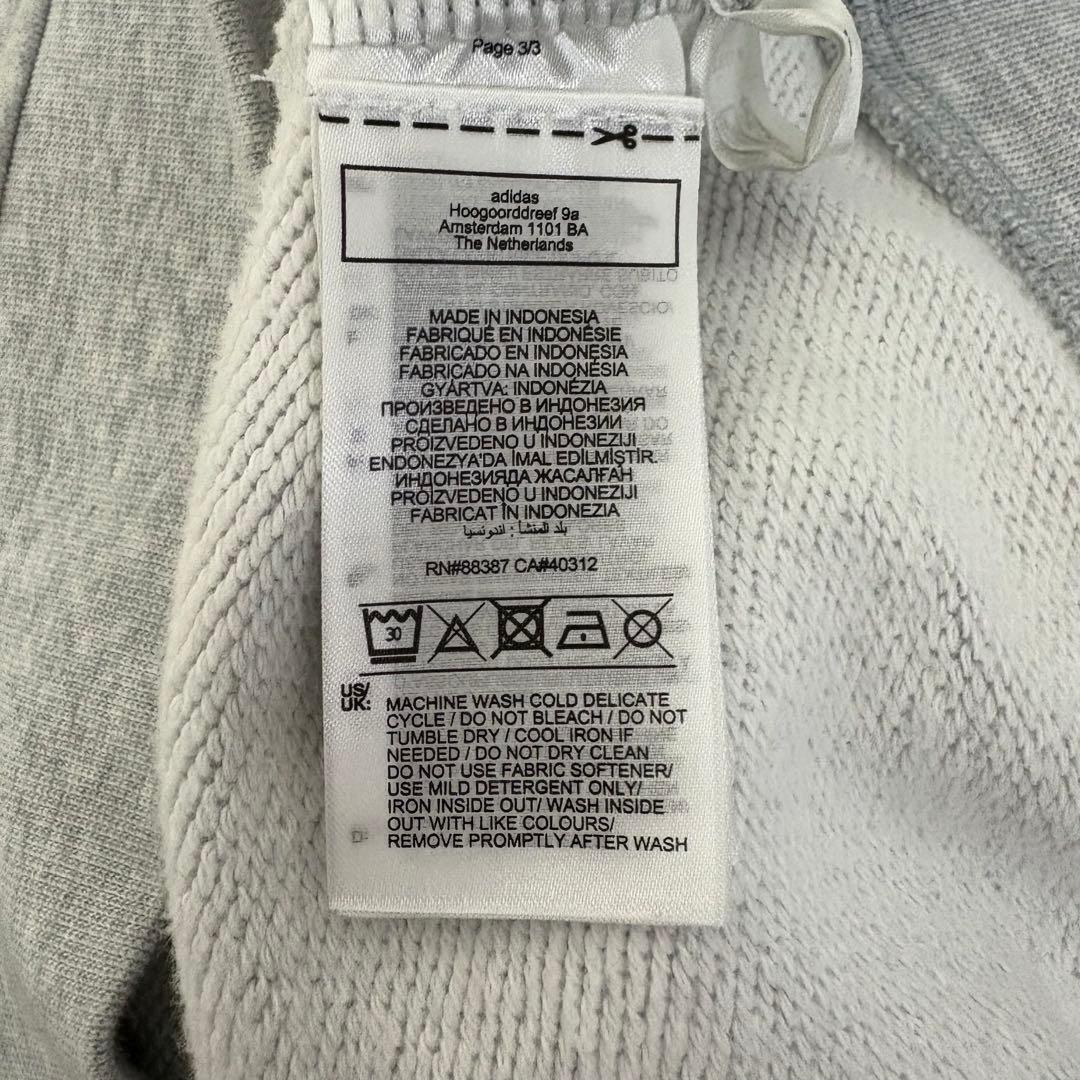 Page 3/3
adidas
Hoogoorddreef 9a
Amsterdam 1101 BA
The Netherlands
MADE IN INDONESIA
FABRIQUÉ EN INDONÉSIE
FABRICADO EN INDONESIA
FABRICADO NA INDONÉSIA
GYÁRTVA: INDONÉZIA
ПРОИЗВЕДЕНО В ИНДОНЕЗИЯ
СДЕЛАНО В ИНДОНЕЗИИ
PROIZVEDENO U INDONEZIJI
ENDONEZYA'DA İMAL EDİLMİŞTİR.
ИНДОНЕЗИЯДА ЖАСАЛҒАН
PROIZVEDENO U INDONEZIJI
FABRICAT ÎN INDONEZIA
بلد المنشأ : اندونسيا
RN#88387 CA#40312
30
US/
UK: MACHINE WASH COLD DELICATE
CYCLE / DO NOT BLEACH / DO NOT
TUMBLE DRY / COOL IRON IF
NEEDED / DO NOT DRY CLEAN
DO NOT USE FABRIC SOFTENER/
USE MILD DETERGENT ONLY/
IRON INSIDE OUT/ WASH INSIDE
OUT WITH LIKE COLOURS/
REMOVE PROMPTLY AFTER WASH